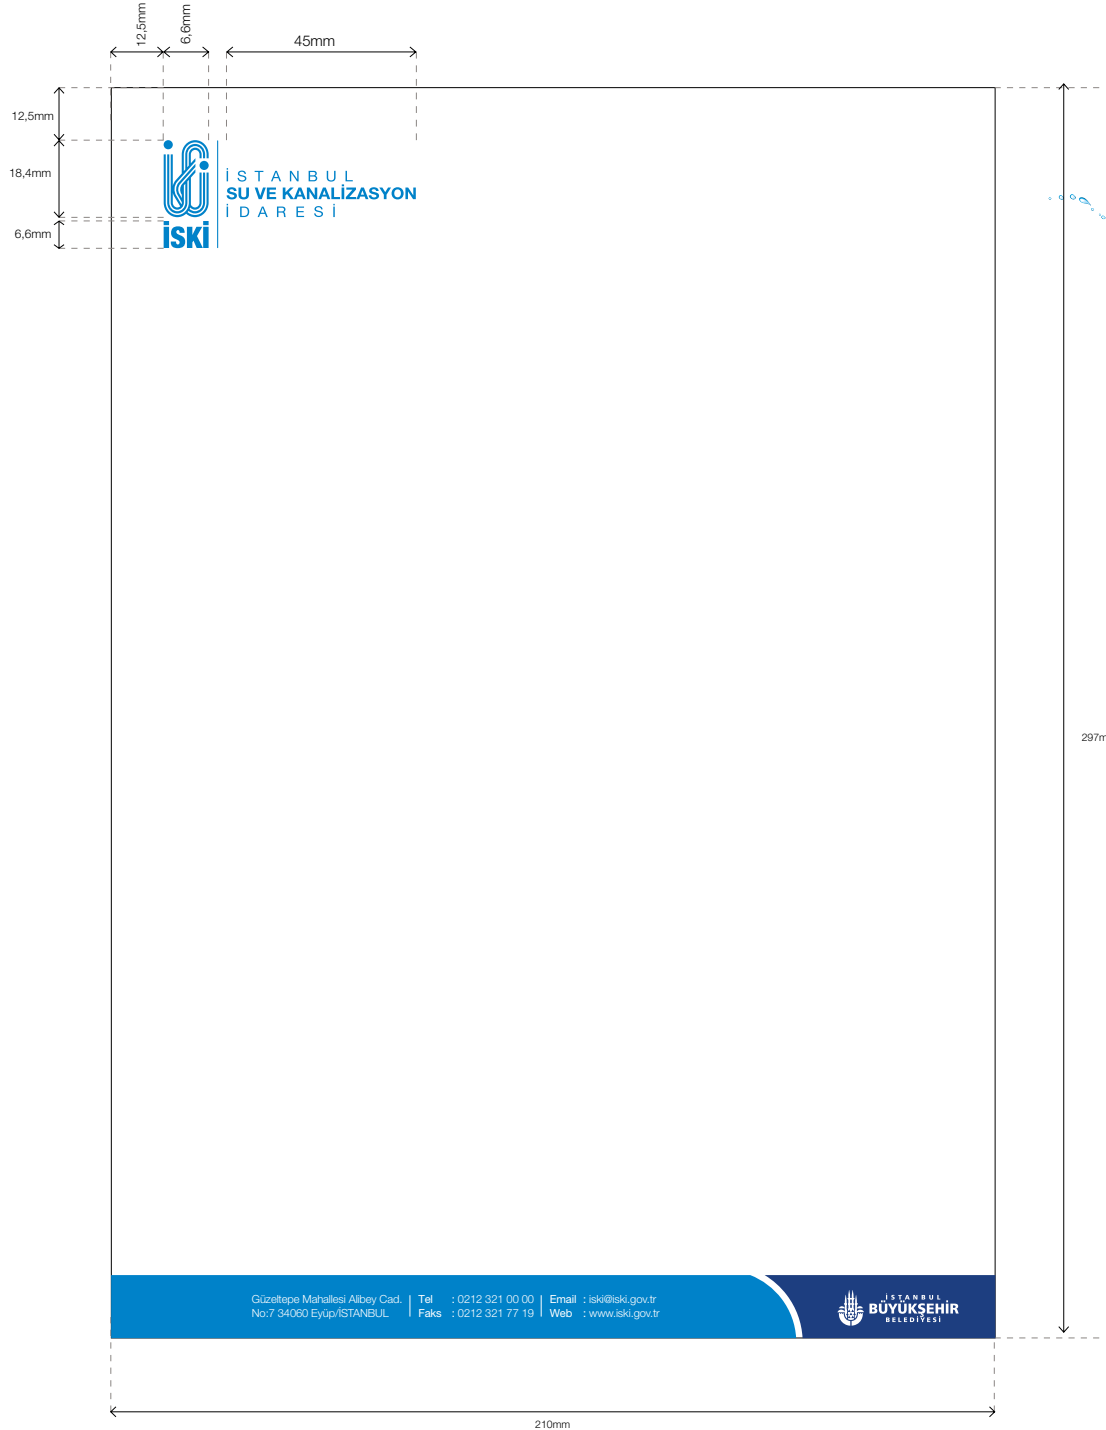 12,5mm
6,6mm
45mm
12,5mm
18,4mm
6,6mm
İSTANBUL
SU VE KANALİZASYON
İDARESİ
İSKİ
297m
Güzeltepe Mahallesi Alibey Cad. | Tel : 0212 321 00 00 | Email : iski@iski.gov.tr
No:7 34060 Eyüp/İSTANBUL | Faks : 0212 321 77 19 | Web : www.iski.gov.tr
İSTANBUL
BÜYÜKŞEHİR
BELEDİYESİ
210mm